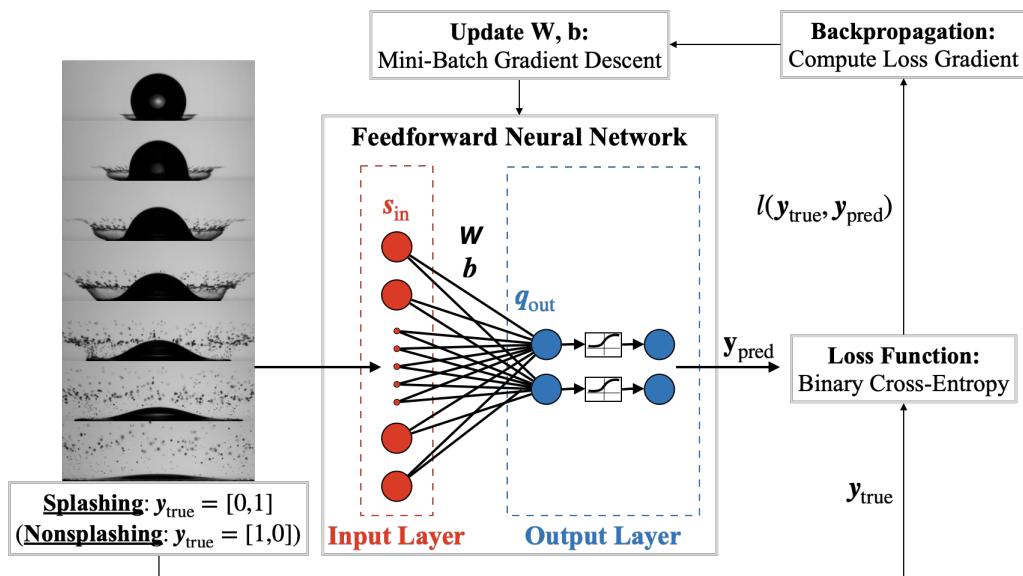 Update W, b:
Mini-Batch Gradient Descent
Backpropagation:
Compute Loss Gradient
Feedforward Neural Network
s_in
W
b
q_out
l(y_true, y_pred)
y_pred
Loss Function:
Binary Cross-Entropy
y_true
Input Layer
Output Layer
Splashing: y_true = [0,1]
(Nonsplashing: y_true = [1,0])